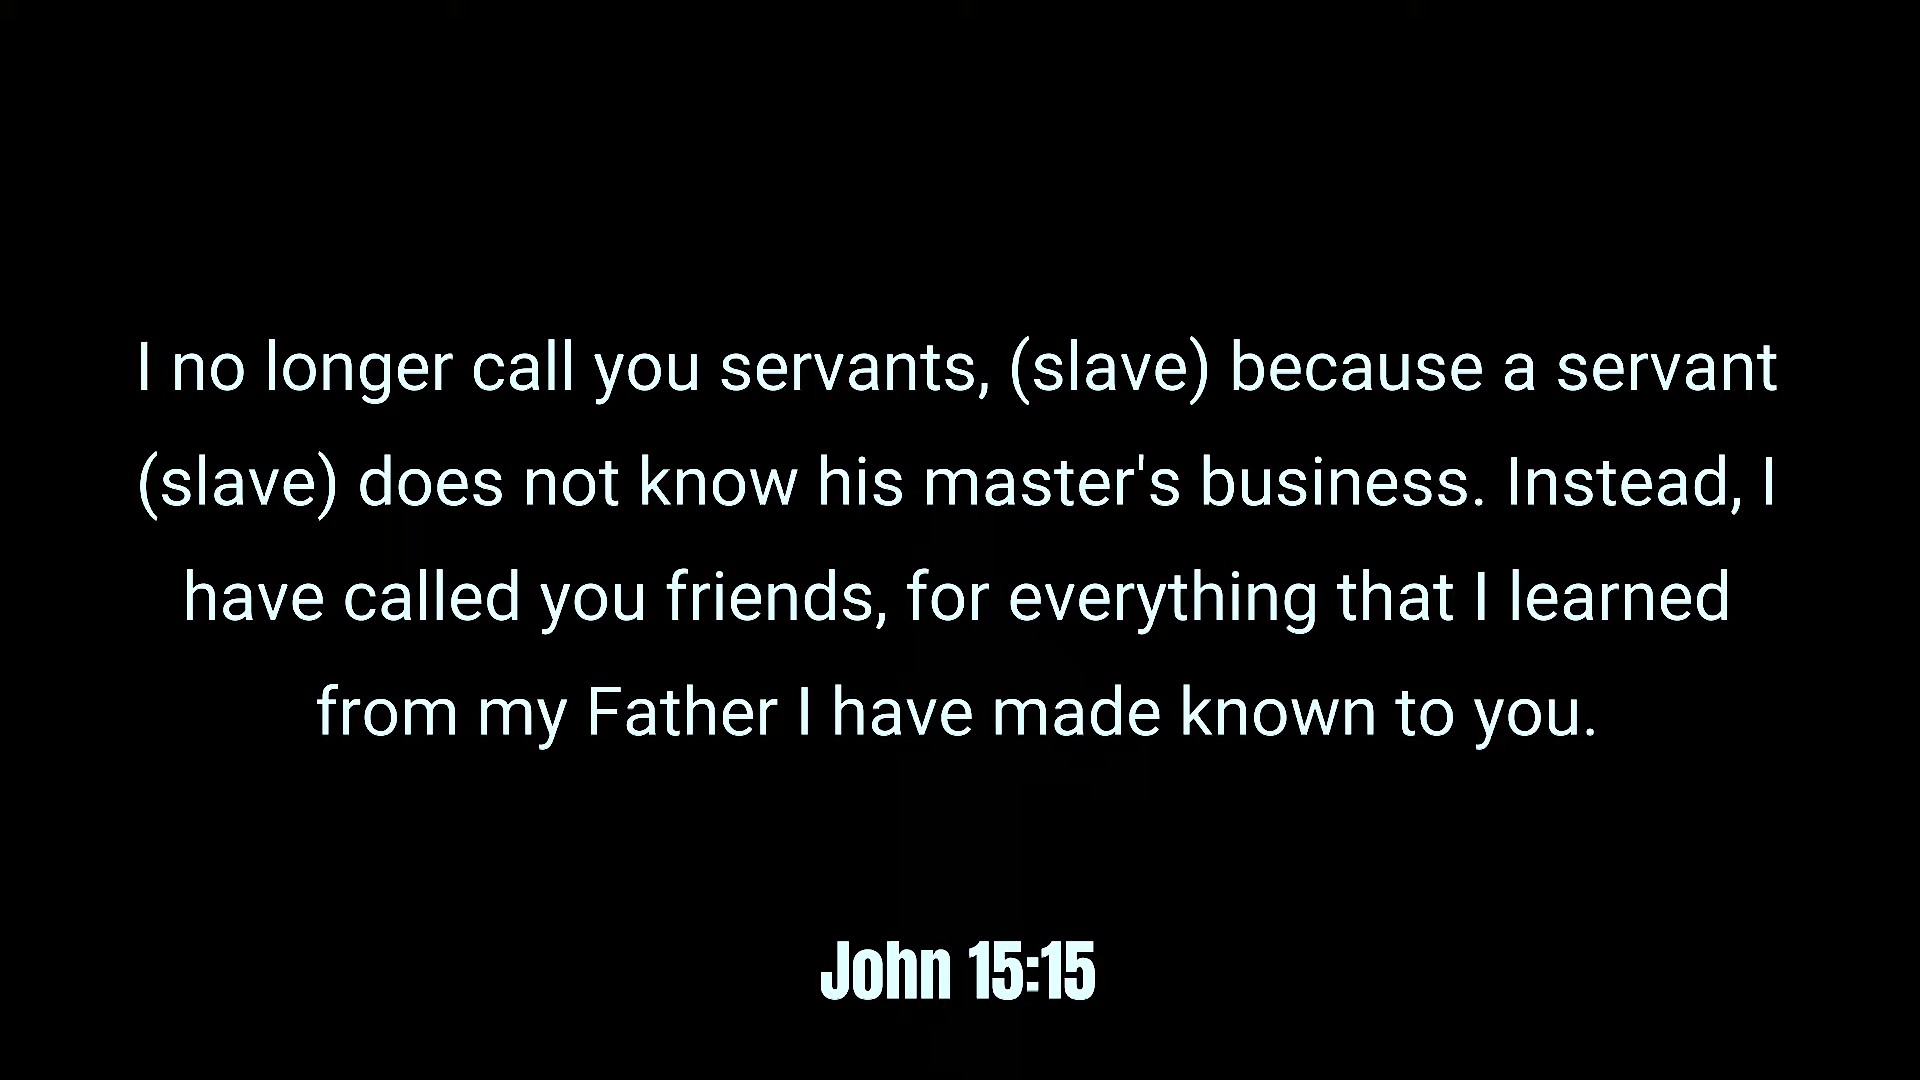 I no longer call you servants, (slave) because a servant
(slave) does not know his master's business. Instead, I
have called you friends, for everything that I learned
from my Father I have made known to you.
John 15:15